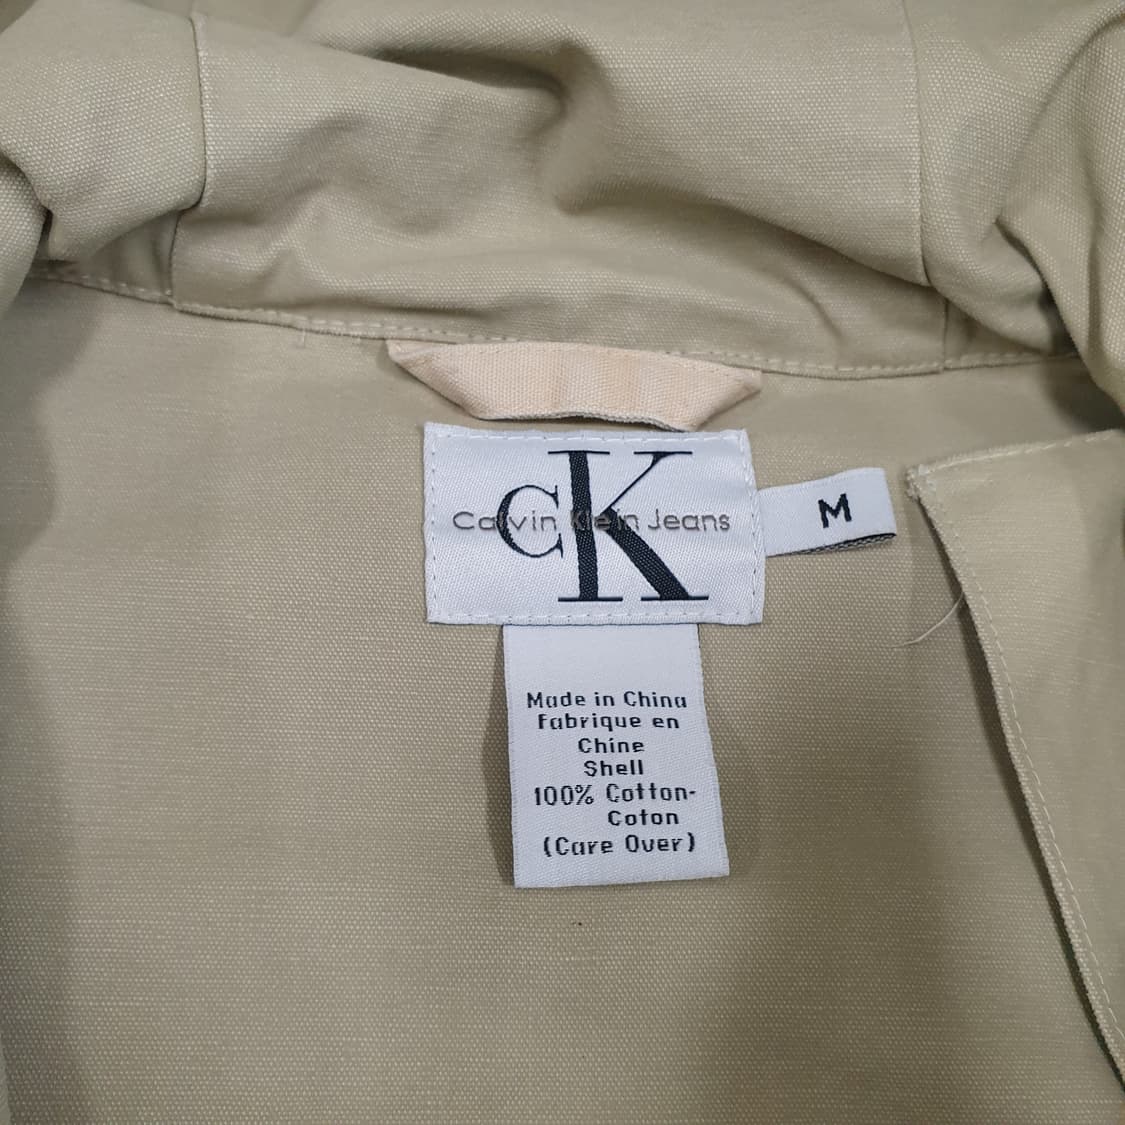 CK
Calvin Klein Jeans
M
Made in China
Fabrique en
Chine
Shell
100% Cotton-
Coton
(Care Over)